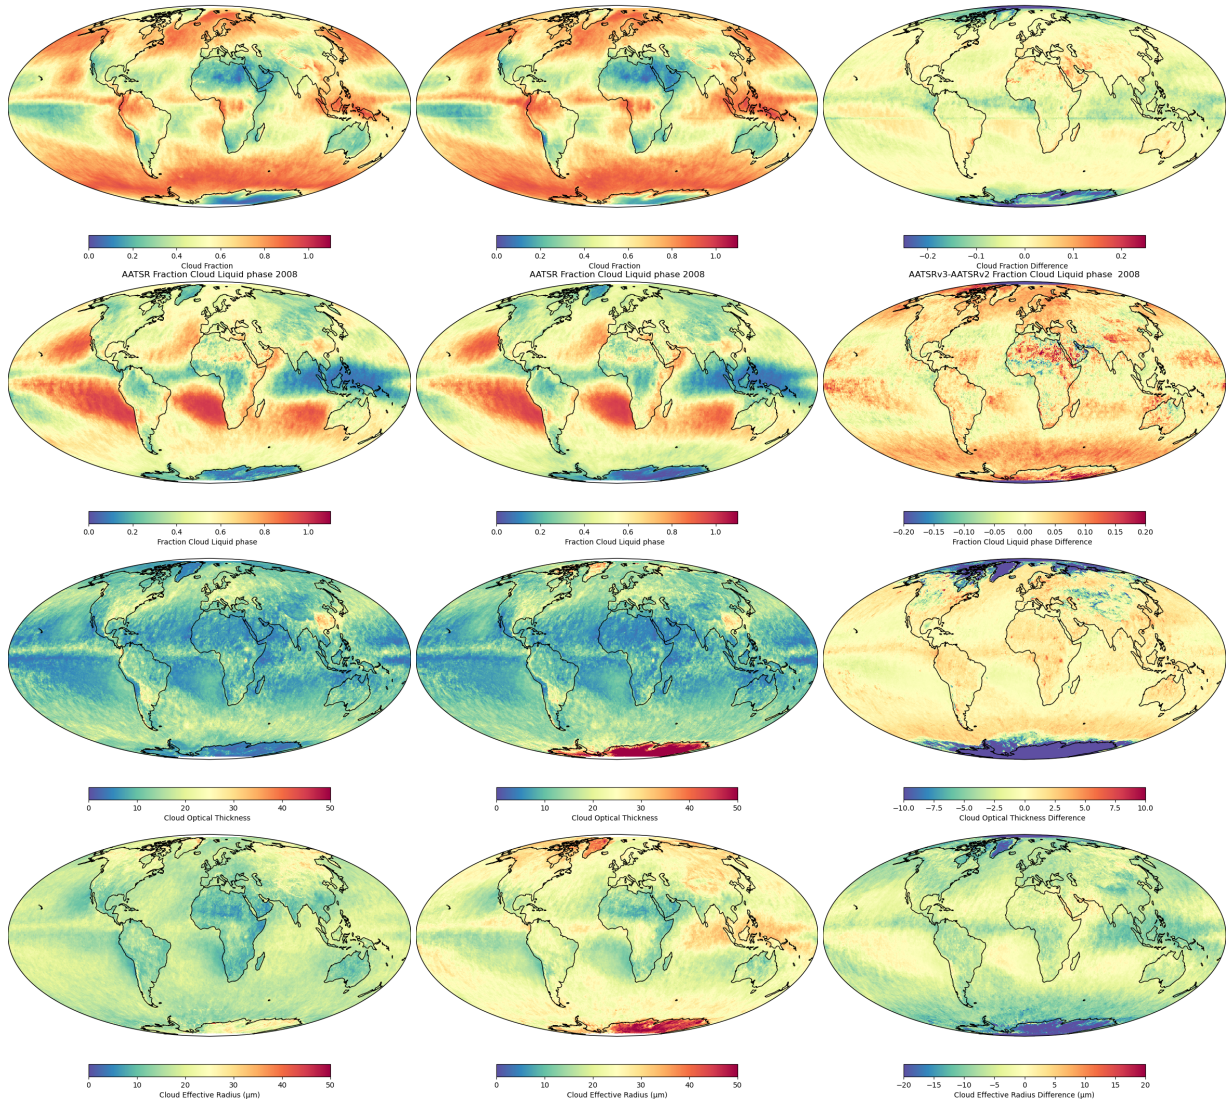 0.0 0.2 0.4 0.6 0.8 1.0
Cloud Fraction
0.0 0.2 0.4 0.6 0.8 1.0
Cloud Fraction
−0.2 −0.1 0.0 0.1 0.2
Cloud Fraction Difference
AATSR Fraction Cloud Liquid phase 2008
AATSR Fraction Cloud Liquid phase 2008
AATSRv3-AATSRv2 Fraction Cloud Liquid phase 2008
0.0 0.2 0.4 0.6 0.8 1.0
Fraction Cloud Liquid phase
0.0 0.2 0.4 0.6 0.8 1.0
Fraction Cloud Liquid phase
−0.20 −0.15 −0.10 −0.05 0.00 0.05 0.10 0.15 0.20
Fraction Cloud Liquid phase Difference
0 10 20 30 40 50
Cloud Optical Thickness
0 10 20 30 40 50
Cloud Optical Thickness
−10.0 −7.5 −5.0 −2.5 0.0 2.5 5.0 7.5 10.0
Cloud Optical Thickness Difference
0 10 20 30 40 50
Cloud Effective Radius (μm)
0 10 20 30 40 50
Cloud Effective Radius (μm)
−20 −15 −10 −5 0 5 10 15 20
Cloud Effective Radius Difference (μm)